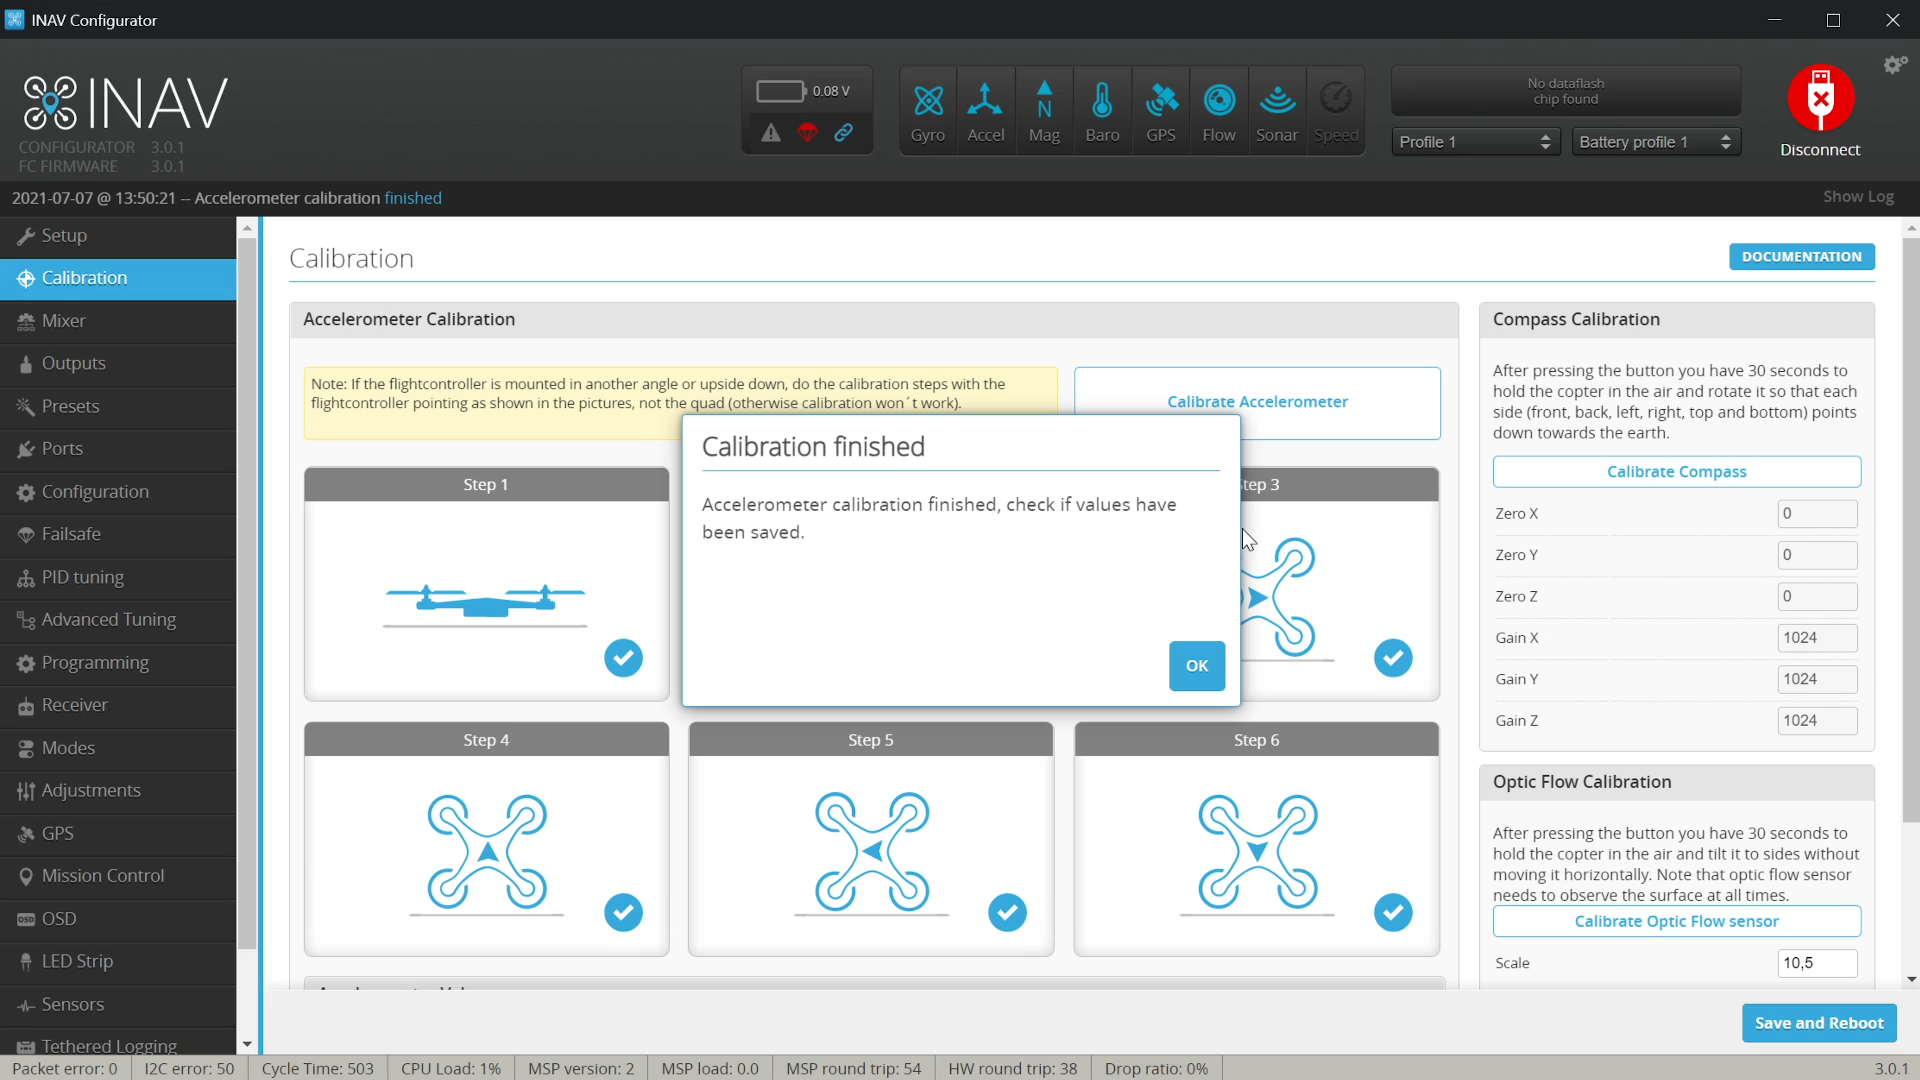 INAV Configurator
INAV
CONFIGURATOR 3.0.1
FC FIRMWARE 3.0.1
0.08 V
Gyro
Accel
N
Mag
Baro
GPS
Flow
Sonar
Speed
No dataflash
chip found
Profile 1
Battery profile 1
Disconnect
2021-07-07 @ 13:50:21 -- Accelerometer calibration finished
Show Log
Setup
Calibration
Mixer
Outputs
Presets
Ports
Configuration
Failsafe
PID tuning
Advanced Tuning
Programming
Receiver
Modes
Adjustments
GPS
Mission Control
OSD
LED Strip
Sensors
Tethered Logging
Calibration
DOCUMENTATION
Accelerometer Calibration
Note: If the flightcontroller is mounted in another angle or upside down, do the calibration steps with the
flightcontroller pointing as shown in the pictures, not the quad (otherwise calibration won´t work).
Calibrate Accelerometer
Step 1
tep 3
Calibration finished
Accelerometer calibration finished, check if values have
been saved.
OK
Step 4
Step 5
Step 6
Compass Calibration
After pressing the button you have 30 seconds to
hold the copter in the air and rotate it so that each
side (front, back, left, right, top and bottom) points
down towards the earth.
Calibrate Compass
Zero X 0
Zero Y 0
Zero Z 0
Gain X 1024
Gain Y 1024
Gain Z 1024
Optic Flow Calibration
After pressing the button you have 30 seconds to
hold the copter in the air and tilt it to sides without
moving it horizontally. Note that optic flow sensor
needs to observe the surface at all times.
Calibrate Optic Flow sensor
Scale 10,5
Save and Reboot
Packet error: 0 I2C error: 50 Cycle Time: 503 CPU Load: 1% MSP version: 2 MSP load: 0.0 MSP round trip: 54 HW round trip: 38 Drop ratio: 0% 3.0.1